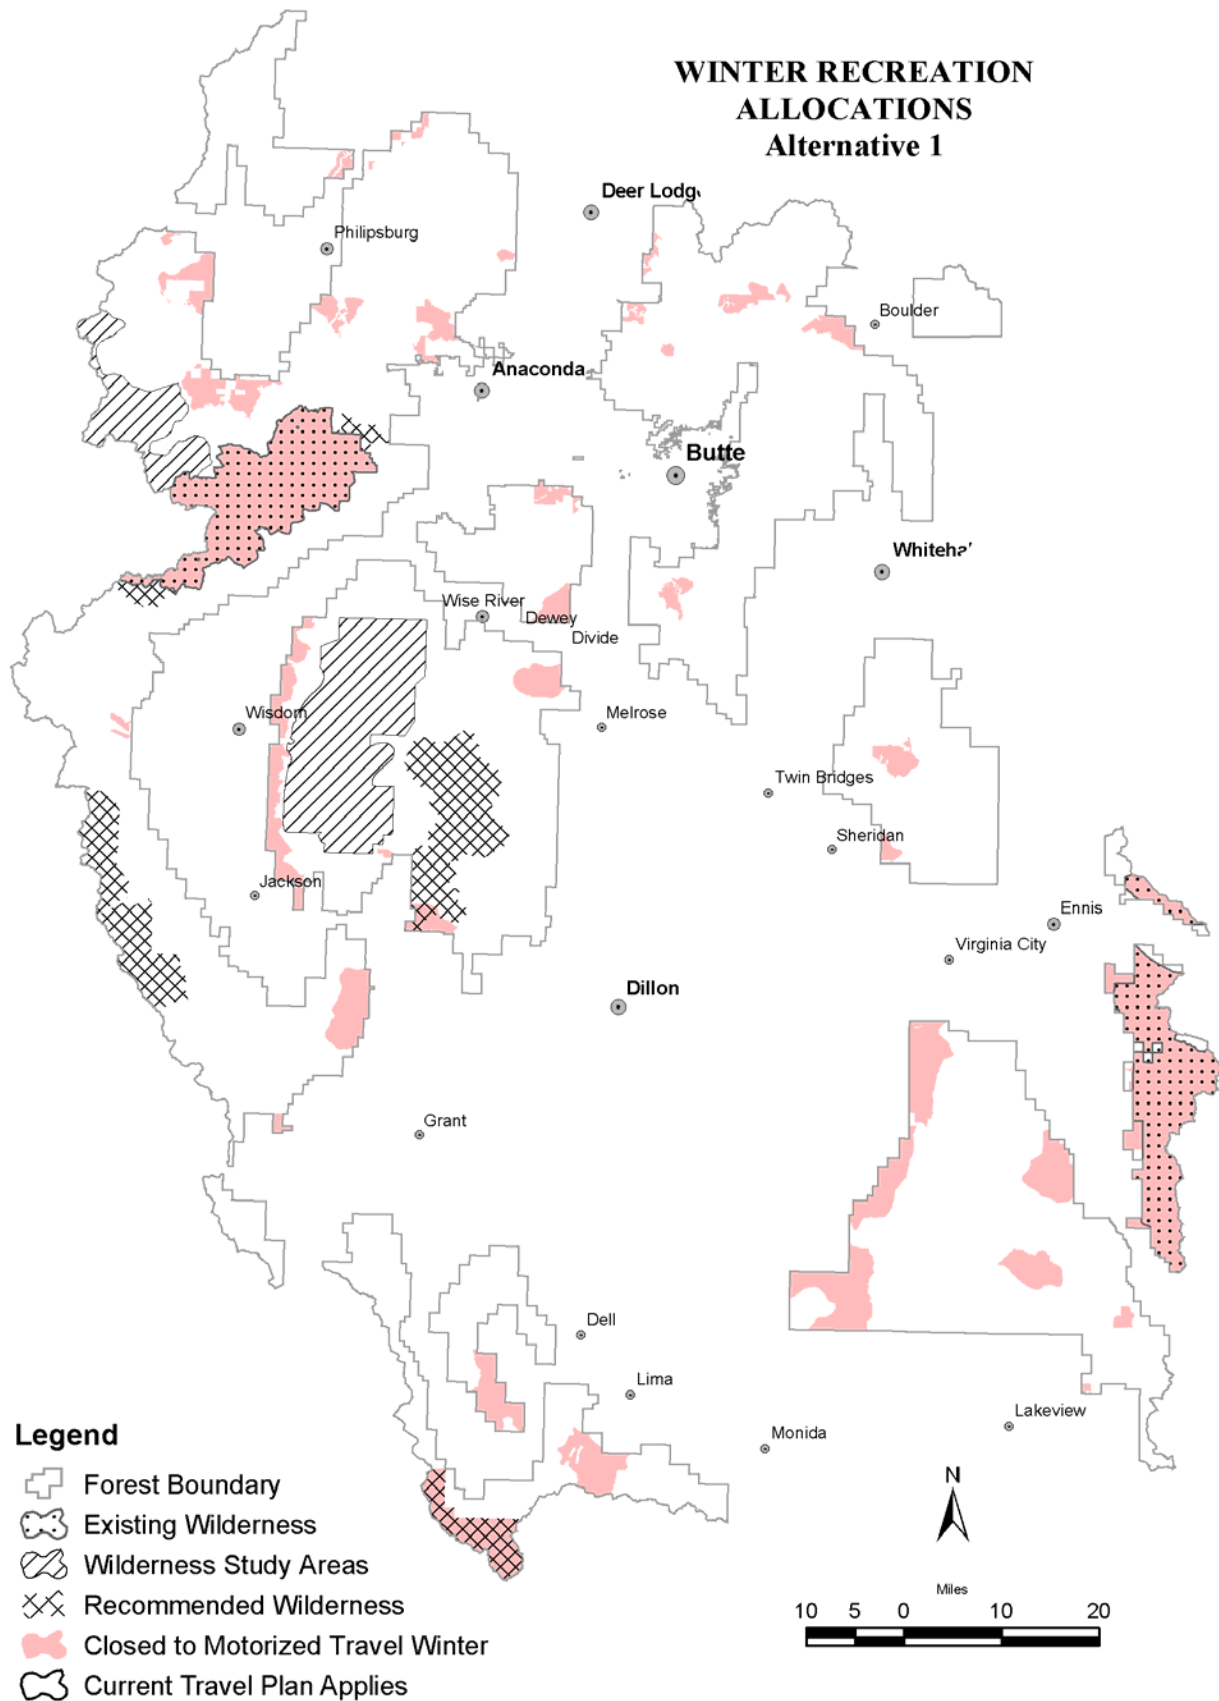 WINTER RECREATION
ALLOCATIONS
Alternative 1
Deer Lodg
Philipsburg
Boulder
Anaconda
Butte
Whiteha
Wise River
Dewey
Divide
Wisdom
Melrose
Twin Bridges
Sheridan
Jackson
Ennis
Virginia City
Dillon
Grant
Dell
Lima
Lakeview
Monida
Legend
Forest Boundary
Existing Wilderness
Wilderness Study Areas
Recommended Wilderness
Closed to Motorized Travel Winter
Current Travel Plan Applies
N
Miles
10 5 0 10 20